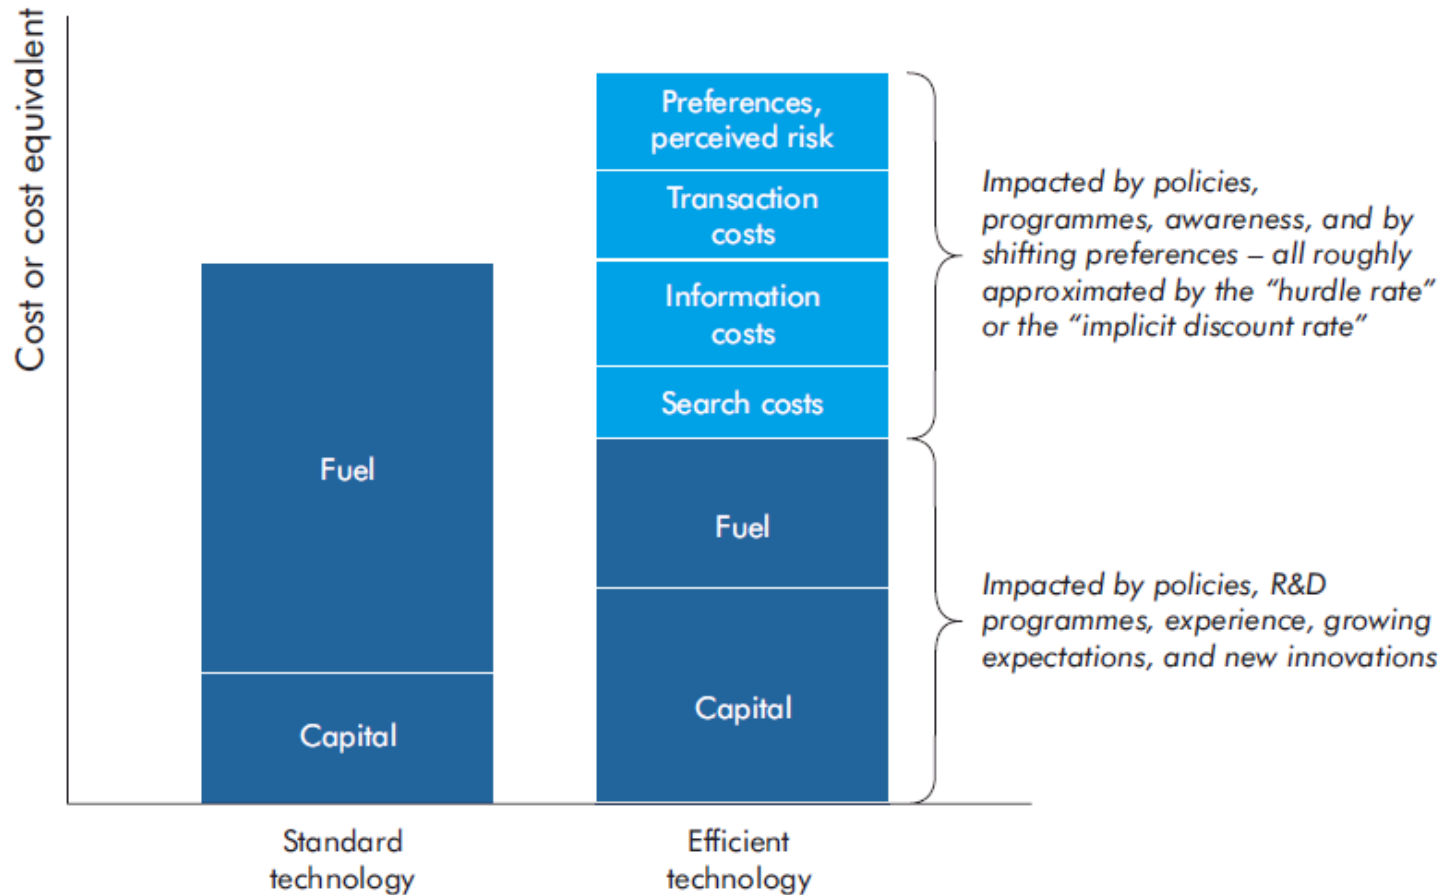 Cost or cost equivalent
Preferences,
perceived risk
Transaction
costs
Information
costs
Search costs
Fuel
Capital
Fuel
Capital
Impacted by policies,
programmes, awareness, and by
shifting preferences – all roughly
approximated by the “hurdle rate”
or the “implicit discount rate”
Impacted by policies, R&D
programmes, experience, growing
expectations, and new innovations
Standard
technology
Efficient
technology